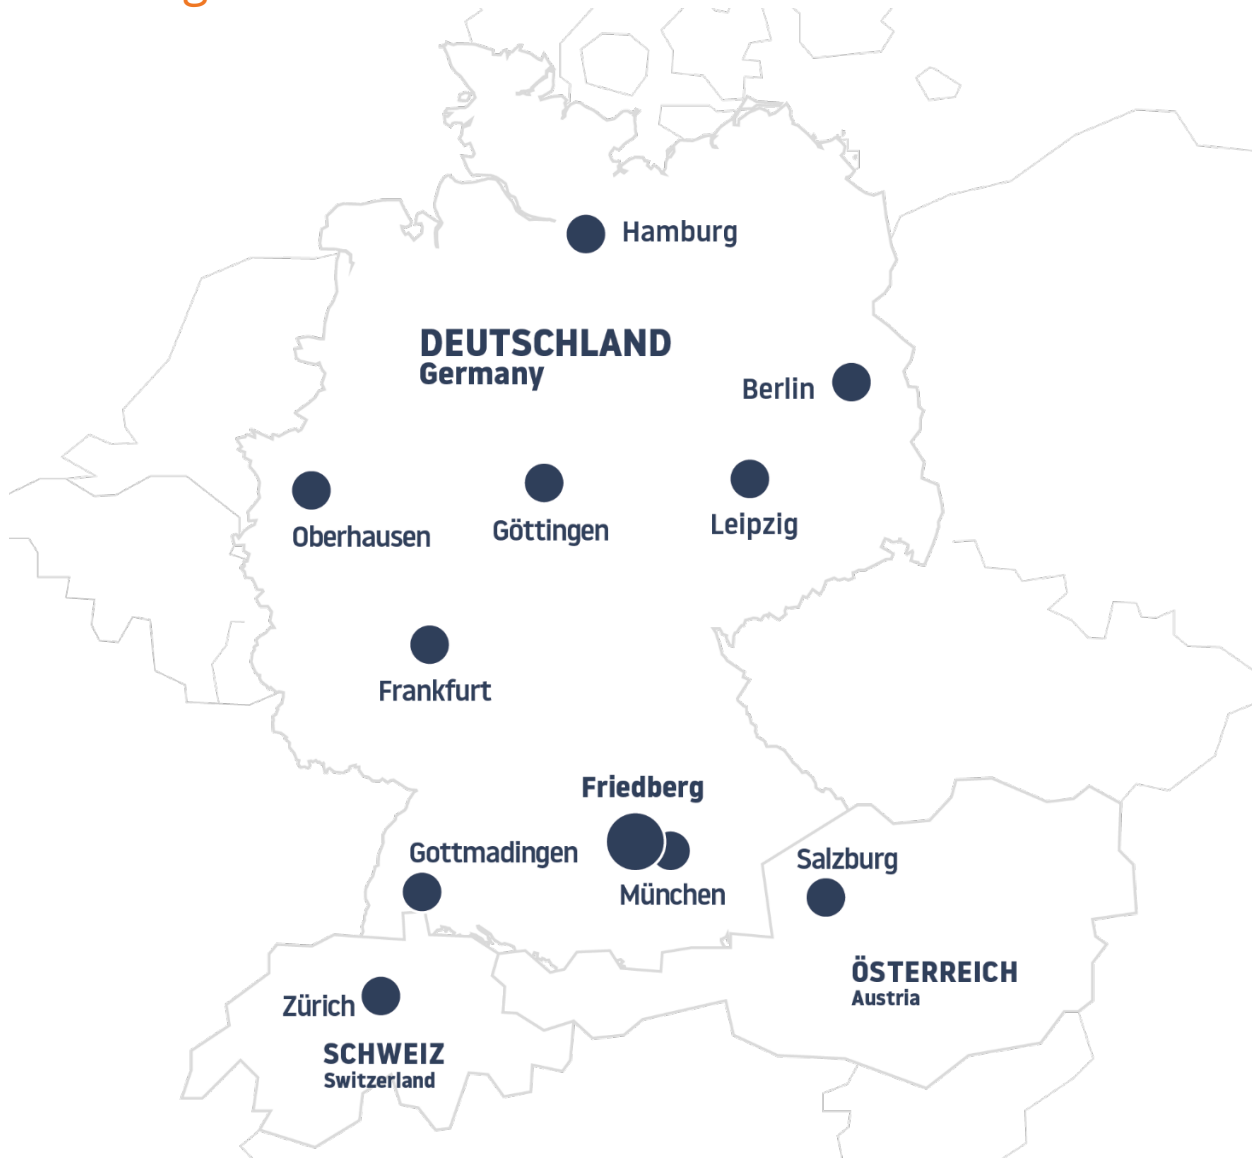 Hamburg
DEUTSCHLAND
Germany
Berlin
Oberhausen
Göttingen
Leipzig
Frankfurt
Friedberg
Gottmadingen
München
Salzburg
ÖSTERREICH
Austria
Zürich
SCHWEIZ
Switzerland